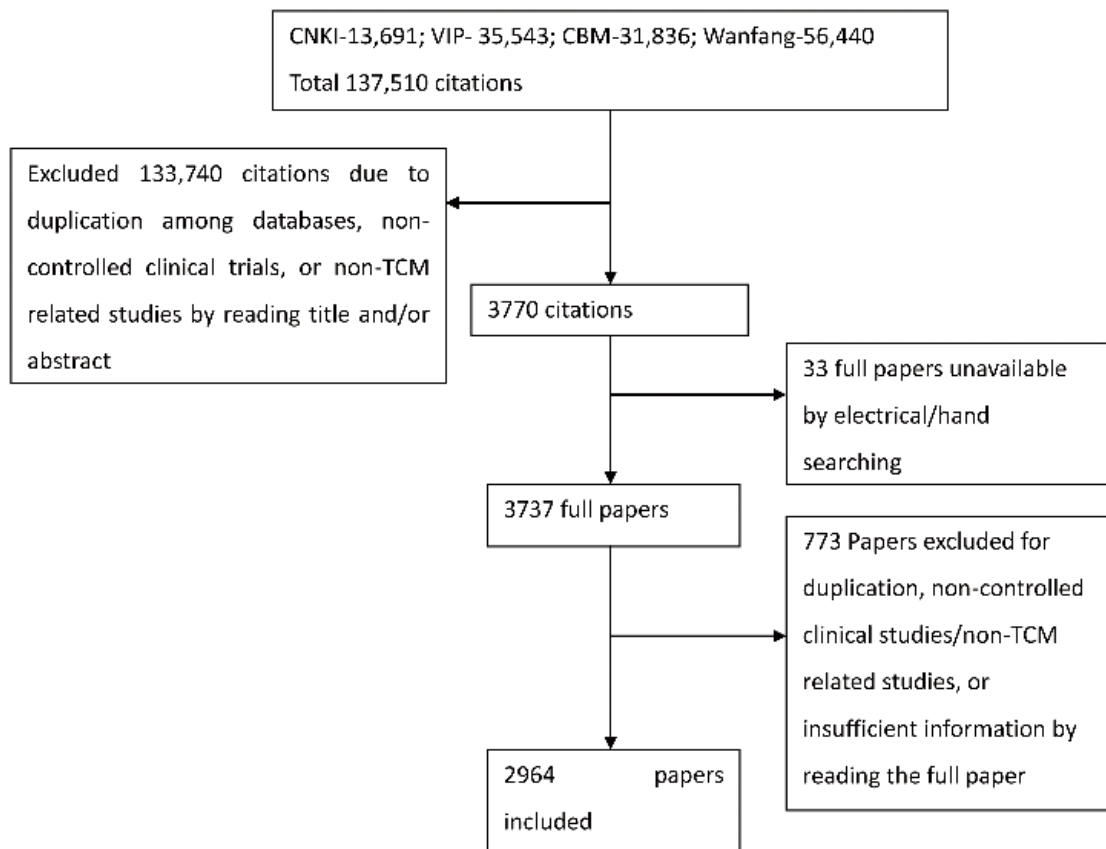 CNKI-13,691; VIP- 35,543; CBM-31,836; Wanfang-56,440
Total 137,510 citations
Excluded 133,740 citations due to
duplication among databases, non-
controlled clinical trials, or non-TCM
related studies by reading title and/or
abstract
3770 citations
33 full papers unavailable
by electrical/hand
searching
3737 full papers
773 Papers excluded for
duplication, non-controlled
clinical studies/non-TCM
related studies, or
insufficient information by
reading the full paper
2964 papers
included